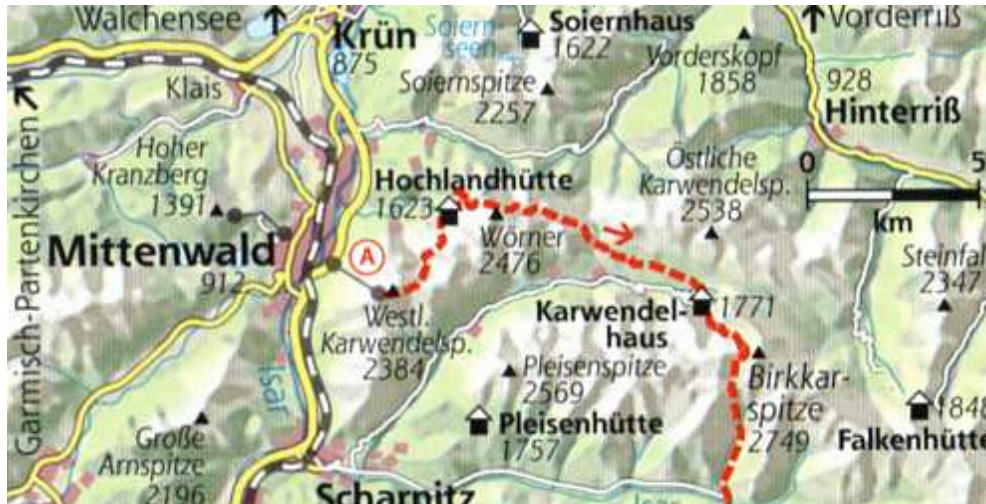 Walchensee
Krün
875
Soiern
seen
Soiernhaus
1622
Vorderriß
Vorderskopf
1858
928
Hinterriß
Klais
Soiernspitze
2257
Garmisch-Partenkirchen
Hoher
Kranzberg
1391
Hochlandhütte
1623
Östliche
Karwendelsp.
2538
0
5
km
Mittenwald
912
A
Wörner
2476
Steinfal
2347
Westl.
Karwendelsp.
2384
Karwendel-
haus
1771
Isar
Pleisenspitze
2569
Birkkar-
spitze
2749
Pleisenhütte
1757
1848
Falkenhütte
Große
Arnspitze
2196
Scharnitz
Isar